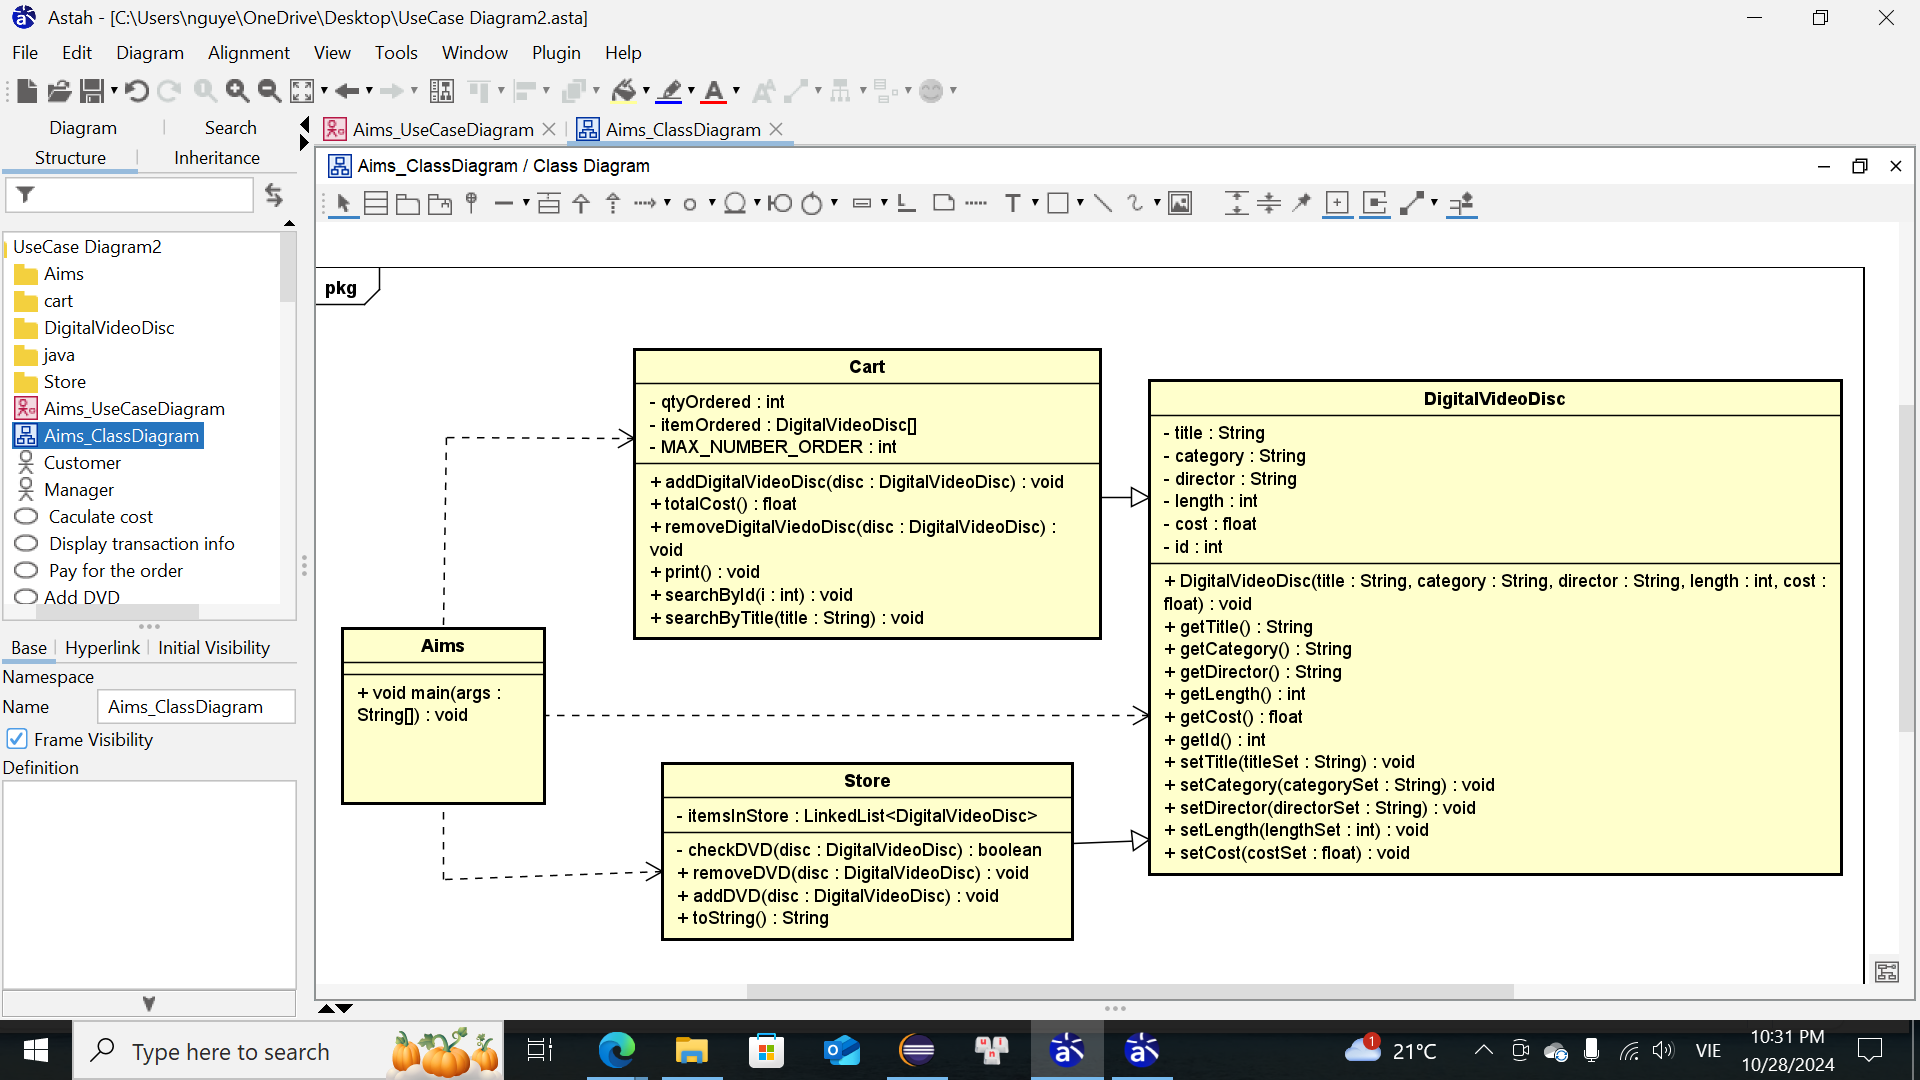 Astah - [C:\Users\nguye\OneDrive\Desktop\UseCase Diagram2.asta]
File Edit Diagram Alignment View Tools Window Plugin Help
Diagram Search
Structure Inheritance
Aims_UseCaseDiagram
Aims_ClassDiagram
Aims_ClassDiagram / Class Diagram
UseCase Diagram2
Aims
cart
DigitalVideoDisc
java
Store
Aims_UseCaseDiagram
Aims_ClassDiagram
Customer
Manager
Caculate cost
Display transaction info
Pay for the order
Add DVD
Base Hyperlink Initial Visibility
Namespace
Name Aims_ClassDiagram
Frame Visibility
Definition
pkg
Cart
- qtyOrdered : int
- itemOrdered : DigitalVideoDisc[]
- MAX_NUMBER_ORDER : int
+ addDigitalVideoDisc(disc : DigitalVideoDisc) : void
+ totalCost() : float
+ removeDigitalViedoDisc(disc : DigitalVideoDisc) :
void
+ print() : void
+ searchById(i : int) : void
+ searchByTitle(title : String) : void
DigitalVideoDisc
- title : String
- category : String
- director : String
- length : int
- cost : float
- id : int
+ DigitalVideoDisc(title : String, category : String, director : String, length : int, cost :
float) : void
+ getTitle() : String
+ getCategory() : String
+ getDirector() : String
+ getLength() : int
+ getCost() : float
+ getId() : int
+ setTitle(titleSet : String) : void
+ setCategory(categorySet : String) : void
+ setDirector(directorSet : String) : void
+ setLength(lengthSet : int) : void
+ setCost(costSet : float) : void
Aims
+ void main(args :
String[]) : void
Store
- itemsInStore : LinkedList<DigitalVideoDisc>
- checkDVD(disc : DigitalVideoDisc) : boolean
+ removeDVD(disc : DigitalVideoDisc) : void
+ addDVD(disc : DigitalVideoDisc) : void
+ toString() : String
Type here to search
1
21°C
VIE
10:31 PM
10/28/2024